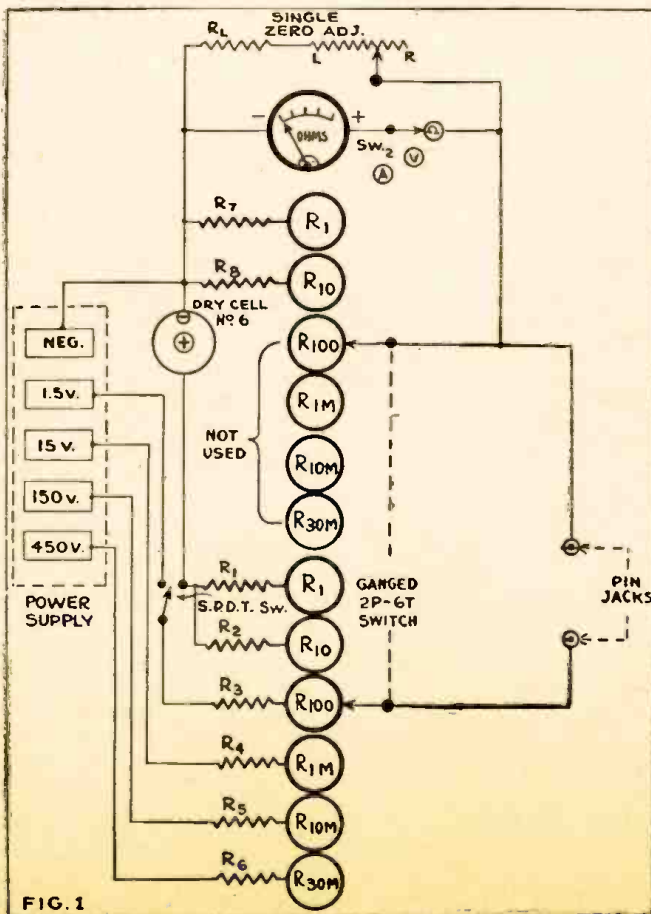 SINGLE
ZERO ADJ.
RL
L
R
−
+
OHMS
Sw.2
Ω
V
A
R7
R1
R8
R10
DRY CELL
Nº 6
−
+
NEG.
1.5 V.
15 V.
150 V.
450 V.
POWER
SUPPLY
R100
R1M
R10M
R30M
NOT
USED
R1
R1
S.P.D.T. Sw.
R2
R10
R3
R100
R4
R1M
R5
R10M
R6
R30M
GANGED
2P-6T
SWITCH
PIN
JACKS
FIG. 1